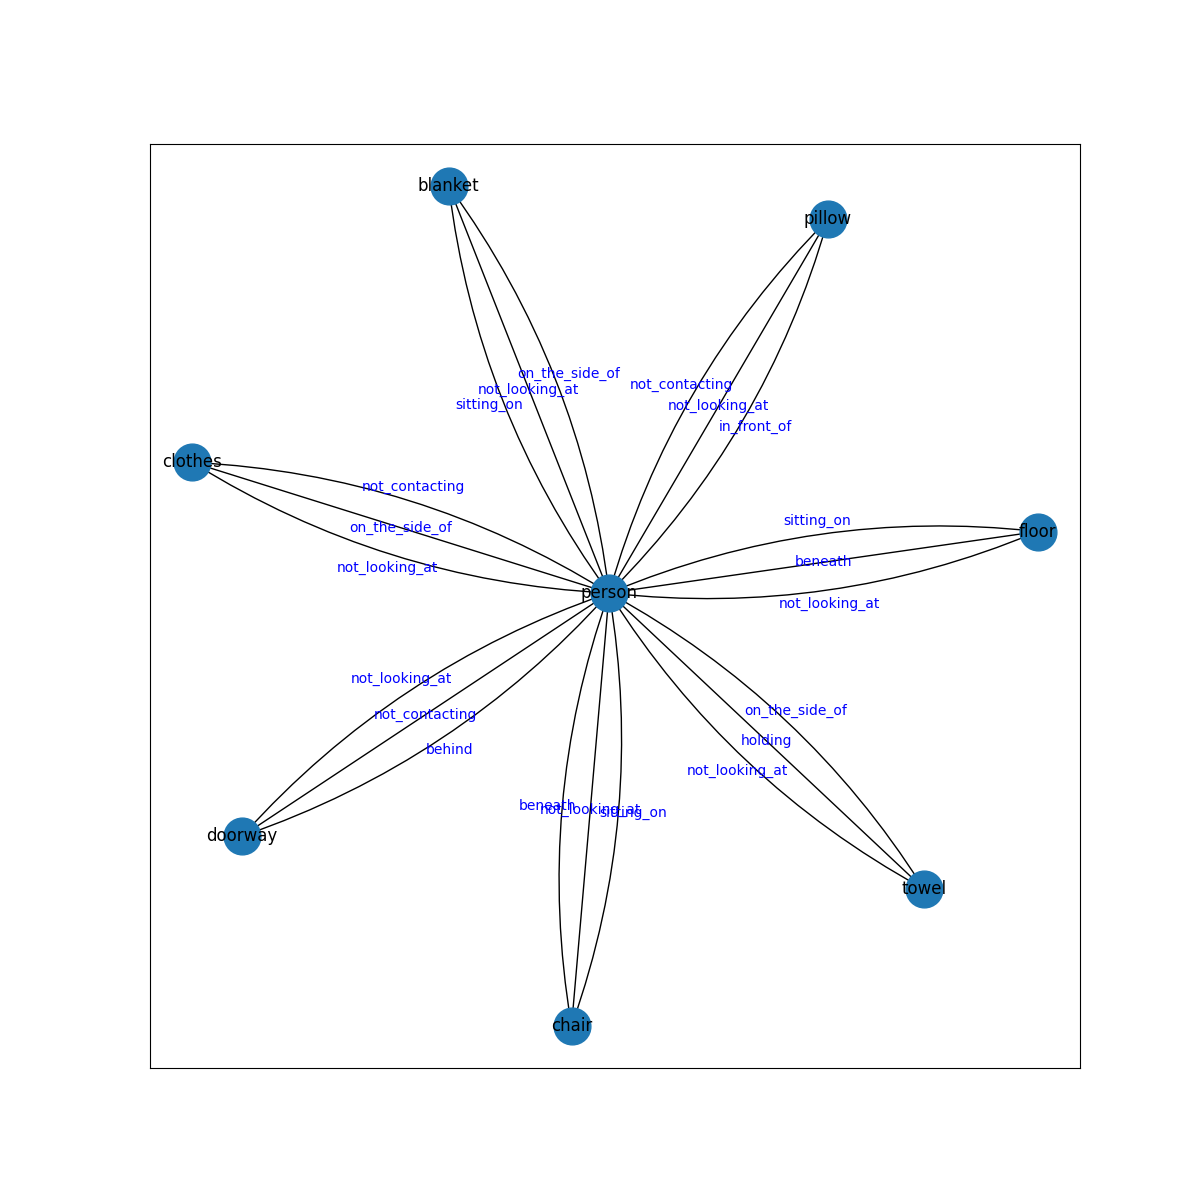 blanket
pillow
on_the_side_of
not_looking_at
sitting_on
not_contacting
not_looking_at
in_front_of
clothes
not_contacting
on_the_side_of
not_looking_at
sitting_on
floor
beneath
not_looking_at
person
not_looking_at
not_contacting
behind
on_the_side_of
holding
not_looking_at
beneath
not_looking_at
sitting_on
doorway
towel
chair